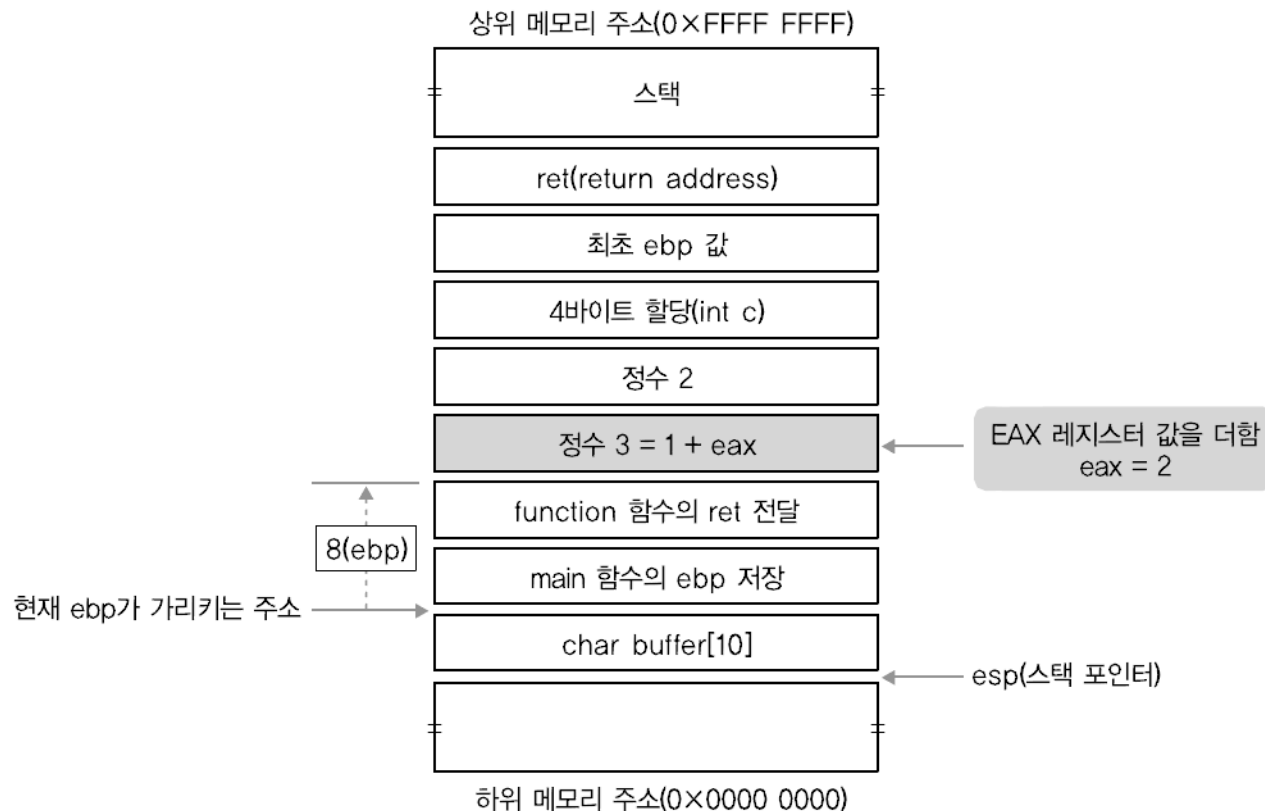 상위 메모리 주소(0×FFFF FFFF)
스택
ret(return address)
최초 ebp 값
4바이트 할당(int c)
정수 2
정수 3 = 1 + eax
EAX 레지스터 값을 더함
eax = 2
function 함수의 ret 전달
8(ebp)
main 함수의 ebp 저장
현재 ebp가 가리키는 주소
char buffer[10]
esp(스택 포인터)
하위 메모리 주소(0×0000 0000)